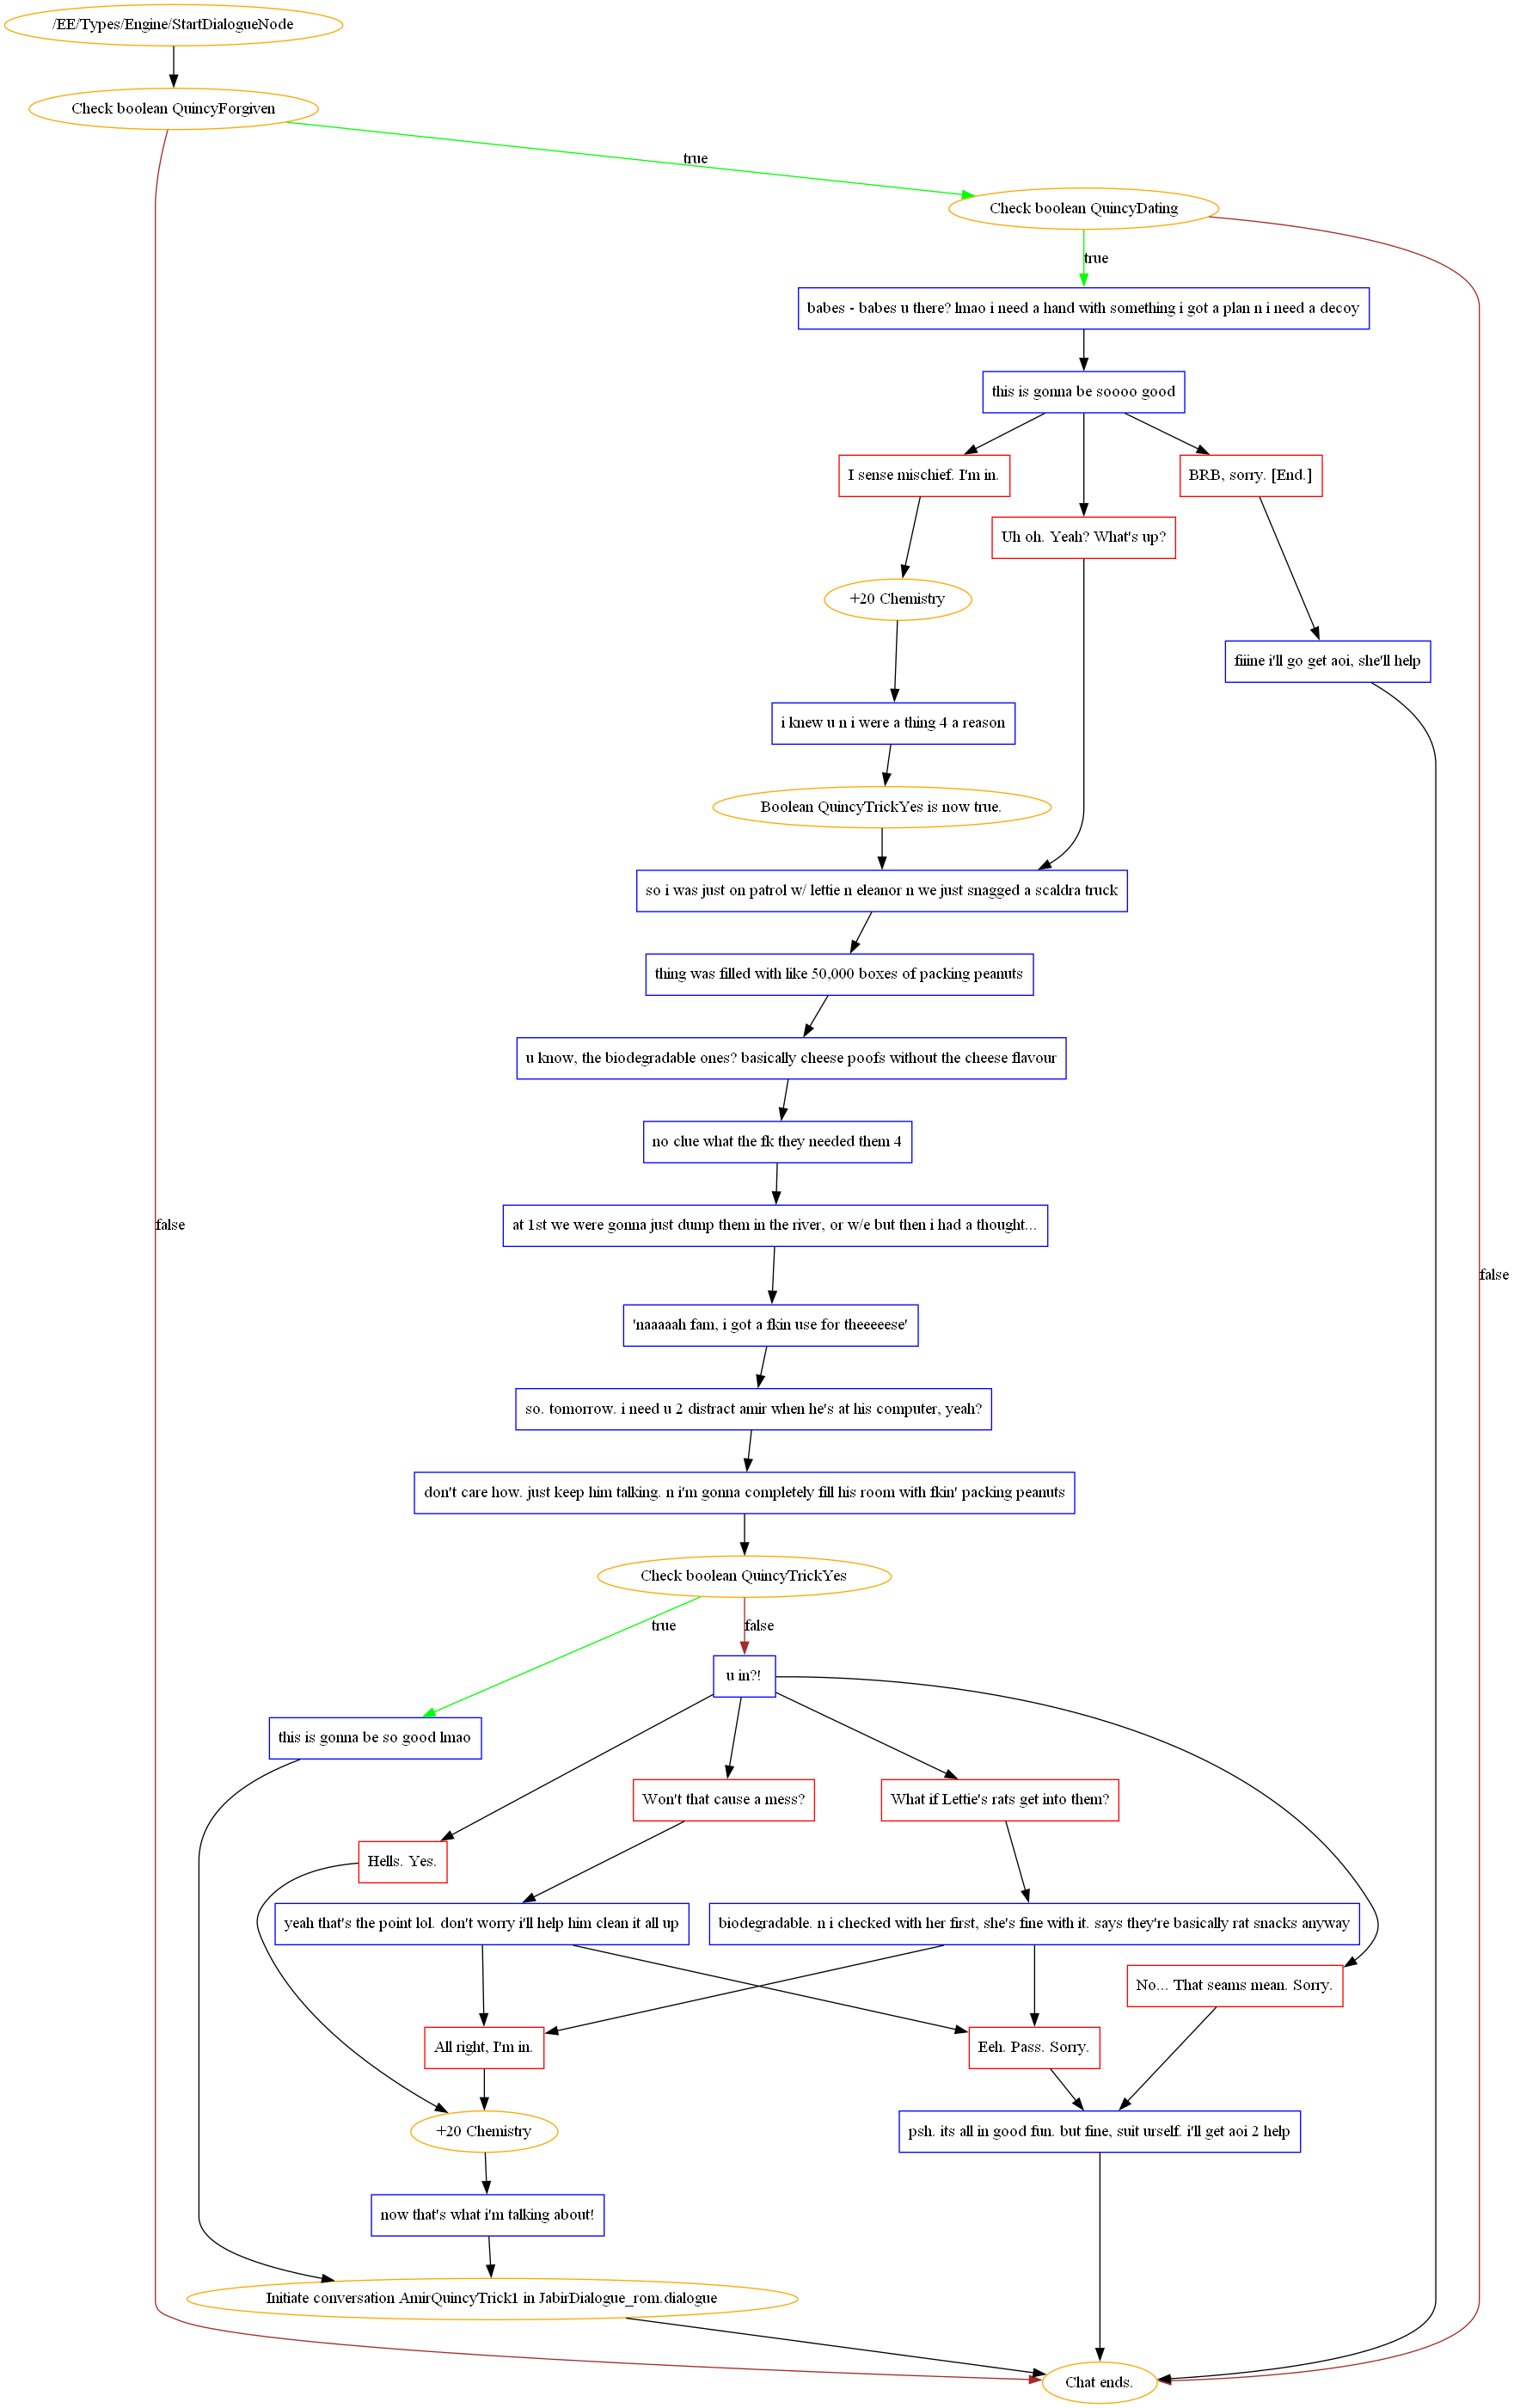 /EE/Types/Engine/StartDialogueNode
Check boolean QuincyForgiven
true
Check boolean QuincyDating
true
babes - babes u there? lmao i need a hand with something i got a plan n i need a decoy
this is gonna be soooo good
I sense mischief. I'm in.
BRB, sorry. [End.]
Uh oh. Yeah? What's up?
+20 Chemistry
fiiine i'll go get aoi, she'll help
i knew u n i were a thing 4 a reason
Boolean QuincyTrickYes is now true.
so i was just on patrol w/ lettie n eleanor n we just snagged a scaldra truck
thing was filled with like 50,000 boxes of packing peanuts
u know, the biodegradable ones? basically cheese poofs without the cheese flavour
no clue what the fk they needed them 4
false
at 1st we were gonna just dump them in the river, or w/e but then i had a thought...
false
'naaaaah fam, i got a fkin use for theeeeese'
so. tomorrow. i need u 2 distract amir when he's at his computer, yeah?
don't care how. just keep him talking. n i'm gonna completely fill his room with fkin' packing peanuts
Check boolean QuincyTrickYes
true
false
u in?!
this is gonna be so good lmao
Won't that cause a mess?
What if Lettie's rats get into them?
Hells. Yes.
yeah that's the point lol. don't worry i'll help him clean it all up
biodegradable. n i checked with her first, she's fine with it. says they're basically rat snacks anyway
No... That seams mean. Sorry.
All right, I'm in.
Eeh. Pass. Sorry.
+20 Chemistry
psh. its all in good fun. but fine, suit urself. i'll get aoi 2 help
now that's what i'm talking about!
Initiate conversation AmirQuincyTrick1 in JabirDialogue_rom.dialogue
Chat ends.